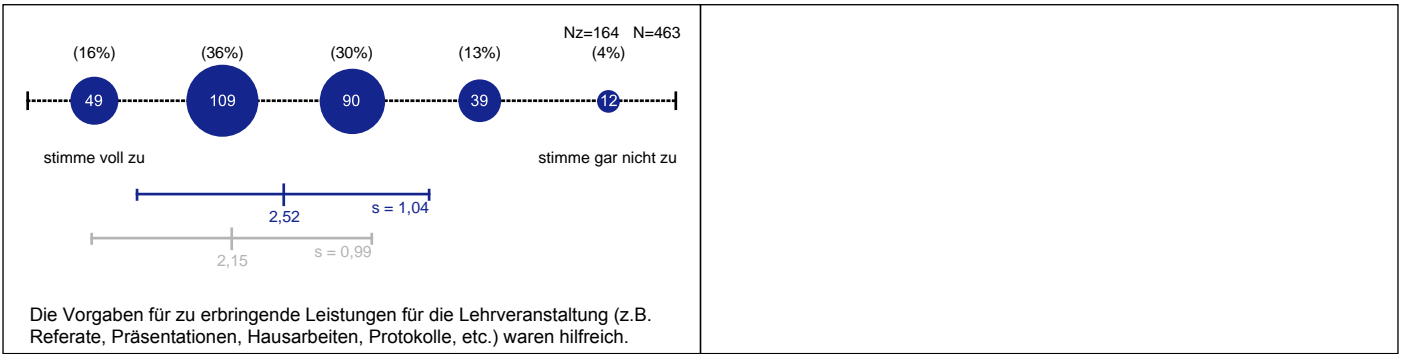 Nz=164 N=463
(16%) (36%) (30%) (13%) (4%)
49 109 90 39 12
stimme voll zu stimme gar nicht zu
2,52 s = 1,04
2,15 s = 0,99
Die Vorgaben für zu erbringende Leistungen für die Lehrveranstaltung (z.B.
Referate, Präsentationen, Hausarbeiten, Protokolle, etc.) waren hilfreich.